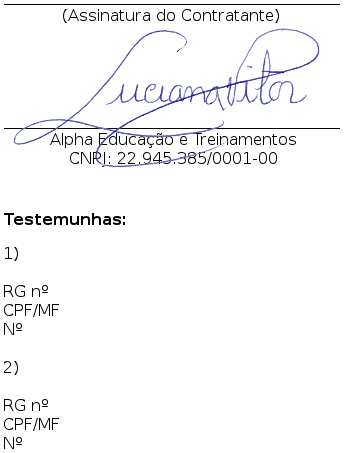 (Assinatura do Contratante)
Luciana Vitor
Alpha Educação e Treinamentos
CNPJ: 22.945.385/0001-00
Testemunhas:
1)
RG nº
CPF/MF
Nº
2)
RG nº
CPF/MF
Nº